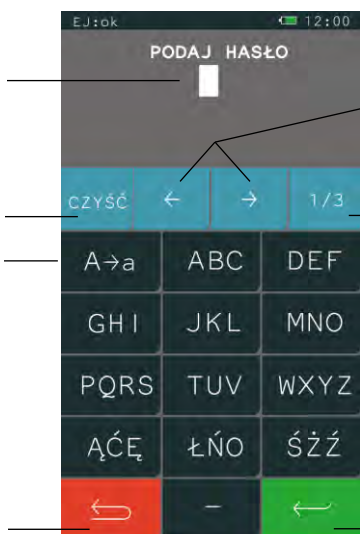 EJ:ok 12:00
PODAJ HASŁO
CZYŚĆ ← → 1/3
A→a ABC DEF
GHI JKL MNO
PQRS TUV WXYZ
ĄĆĘ ŁŃO ŚŻŹ
-